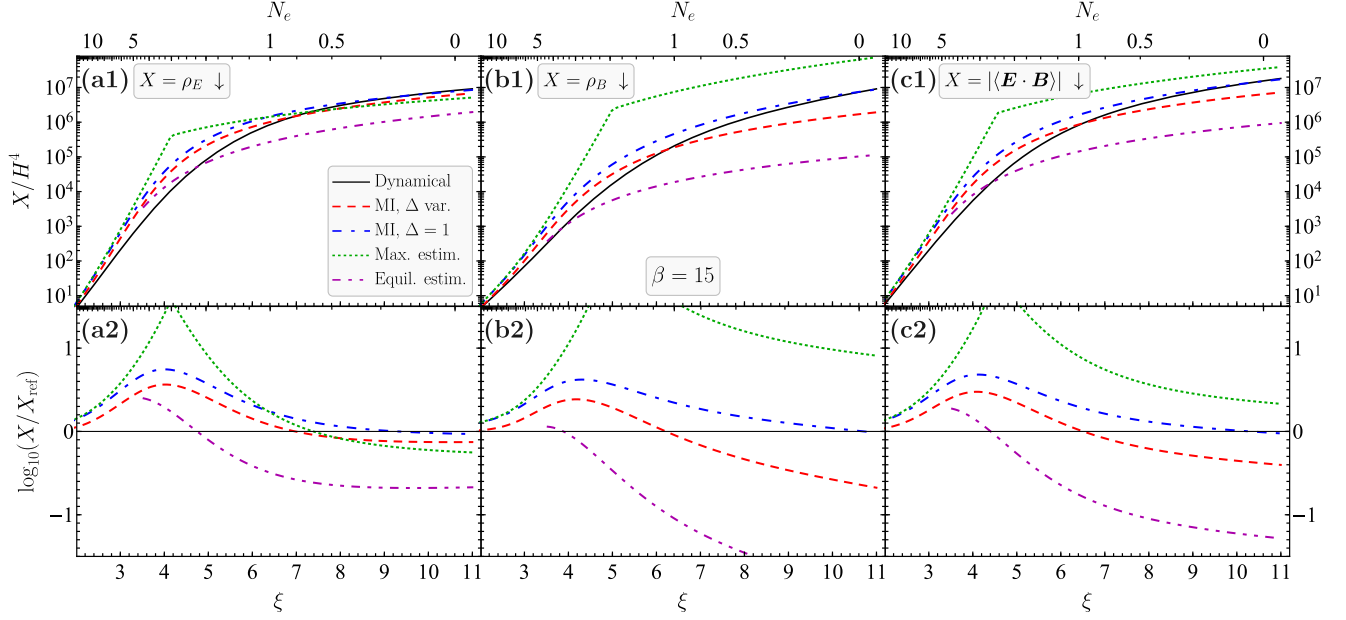 N_e N_e N_e
10 5 1 0.5 0 10 5 1 0.5 0 10 5 1 0.5 0
(a1) X = ρ_E ↓ (b1) X = ρ_B ↓ (c1) X = |⟨E · B⟩| ↓
10^7 10^7
10^6 10^6
10^5 10^5
10^4 10^4
10^3 10^3
10^2 10^2
10^1 10^1
X/H^4
Dynamical
MI, Δ var.
MI, Δ = 1
Max. estim.
Equil. estim.
β = 15
(a2) (b2) (c2)
1 1
0 0
−1 −1
log_10(X/X_ref)
3 4 5 6 7 8 9 10 11 3 4 5 6 7 8 9 10 11 3 4 5 6 7 8 9 10 11
ξ ξ ξ